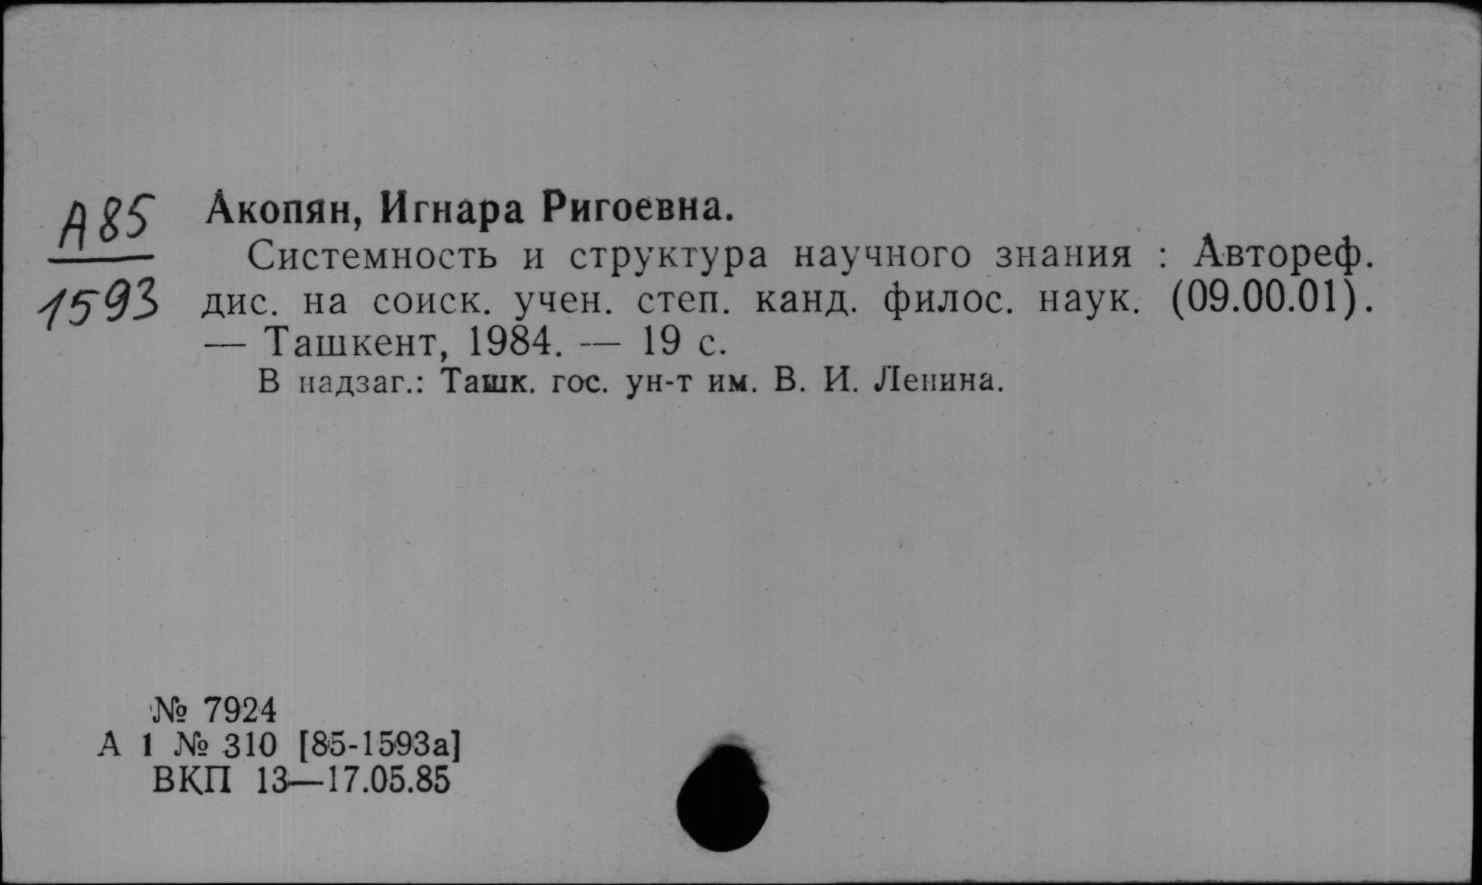 А85
1593
Акопян, Игнара Ригоевна.
Системность и структура научного знания : Автореф.
дис. на соиск. учен. степ. канд. филос. наук. (09.00.01).
— Ташкент, 1984. — 19 с.
В надзаг.: Ташк. гос. ун-т им. В. И. Ленина.
№ 7924
А 1 № 310 [85-1593а]
ВКП 13—17.05.85